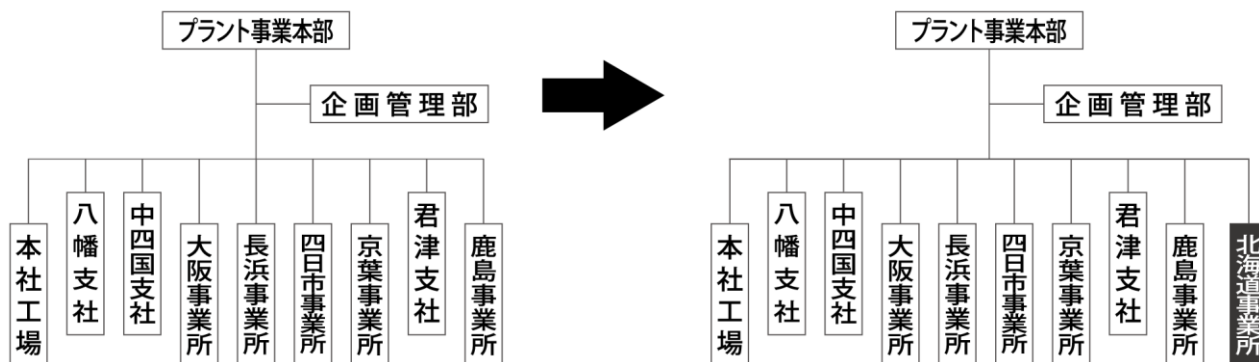 プラント事業本部
企画管理部
本社工場
八幡支社
中四国支社
大阪事業所
長浜事業所
四日市事業所
京葉事業所
君津支社
鹿島事業所
プラント事業本部
企画管理部
本社工場
八幡支社
中四国支社
大阪事業所
長浜事業所
四日市事業所
京葉事業所
君津支社
鹿島事業所
北海道事業所